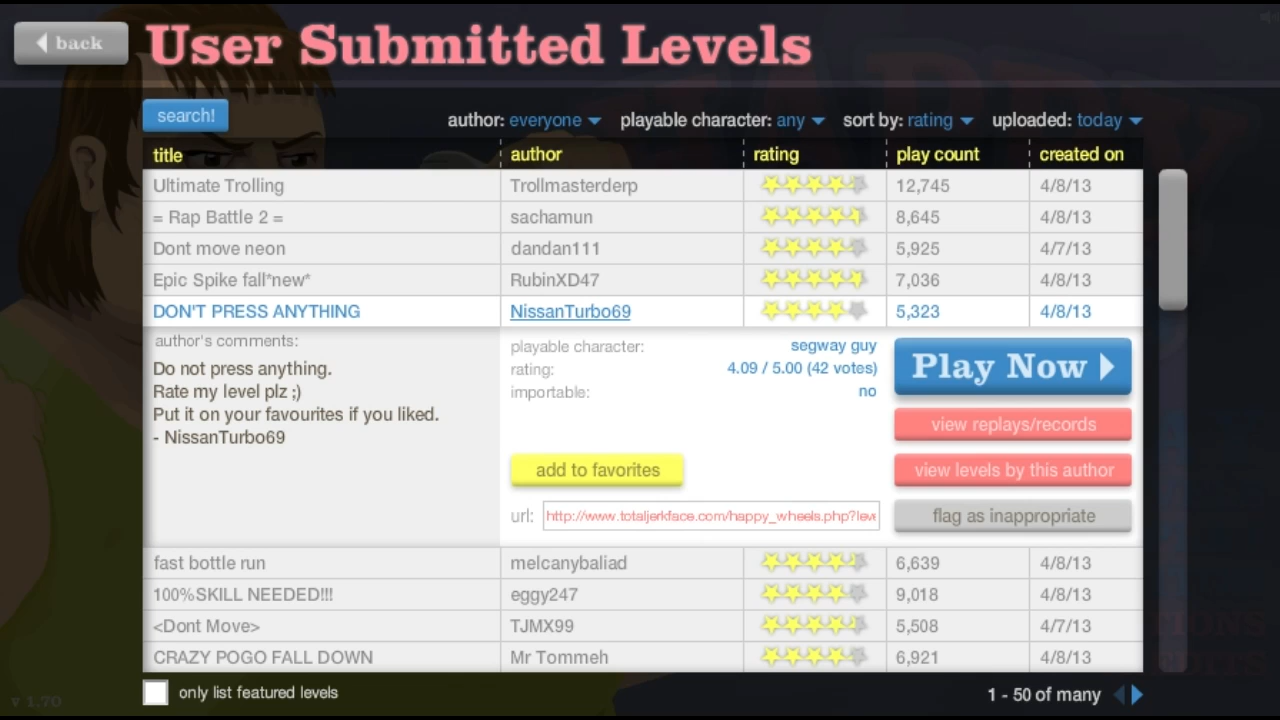 back
User Submitted Levels
search!
author: everyone playable character: any sort by: rating uploaded: today
title author rating play count created on
Ultimate Trolling Trollmasterderp 12,745 4/8/13
= Rap Battle 2 = sachamun 8,645 4/8/13
Dont move neon dandan111 5,925 4/7/13
Epic Spike fall*new* RubinXD47 7,036 4/8/13
DON'T PRESS ANYTHING NissanTurbo69 5,323 4/8/13
author's comments:
Do not press anything.
Rate my level plz ;)
Put it on your favourites if you liked.
- NissanTurbo69
playable character: segway guy
rating: 4.09 / 5.00 (42 votes)
importable: no
add to favorites
url: http://www.totaljerkface.com/happy_wheels.php?leve
Play Now
view replays/records
view levels by this author
flag as inappropriate
fast bottle run melcanybaliad 6,639 4/8/13
100%SKILL NEEDED!!! eggy247 9,018 4/8/13
<Dont Move> TJMX99 5,508 4/7/13
CRAZY POGO FALL DOWN Mr Tommeh 6,921 4/8/13
only list featured levels
1 - 50 of many
v 1.70